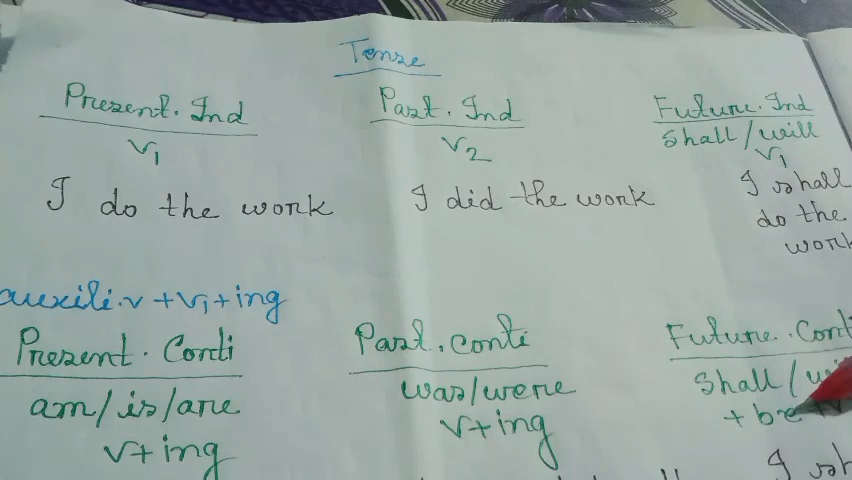 Tense
Present. Ind
V1
I do the work
Past. Ind
V2
I did the work
Future. Ind
Shall/will
V1
I shall
do the
work
auxili.v+v1+ing
Present. Conti
am/is/are
v+ing
Past. conti
was/were
v+ing
Future. Conti
Shall/
+ be
I sh